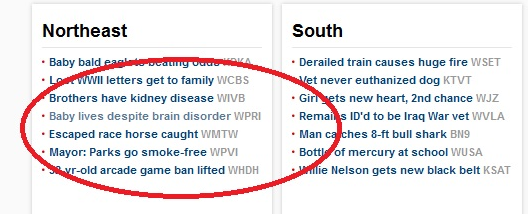 Northeast
Baby bald eaglets beating odds KDKA
Lost WWII letters get to family WCBS
Brothers have kidney disease WIVB
Baby lives despite brain disorder WPRI
Escaped race horse caught WMTW
Mayor: Parks go smoke-free WPVI
32-yr-old arcade game ban lifted WHDH
South
Derailed train causes huge fire WSET
Vet never euthanized dog KTVT
Girl gets new heart, 2nd chance WJZ
Remains ID'd to be Iraq War vet WVLA
Man catches 8-ft bull shark BN9
Bottle of mercury at school WUSA
Willie Nelson gets new black belt KSAT